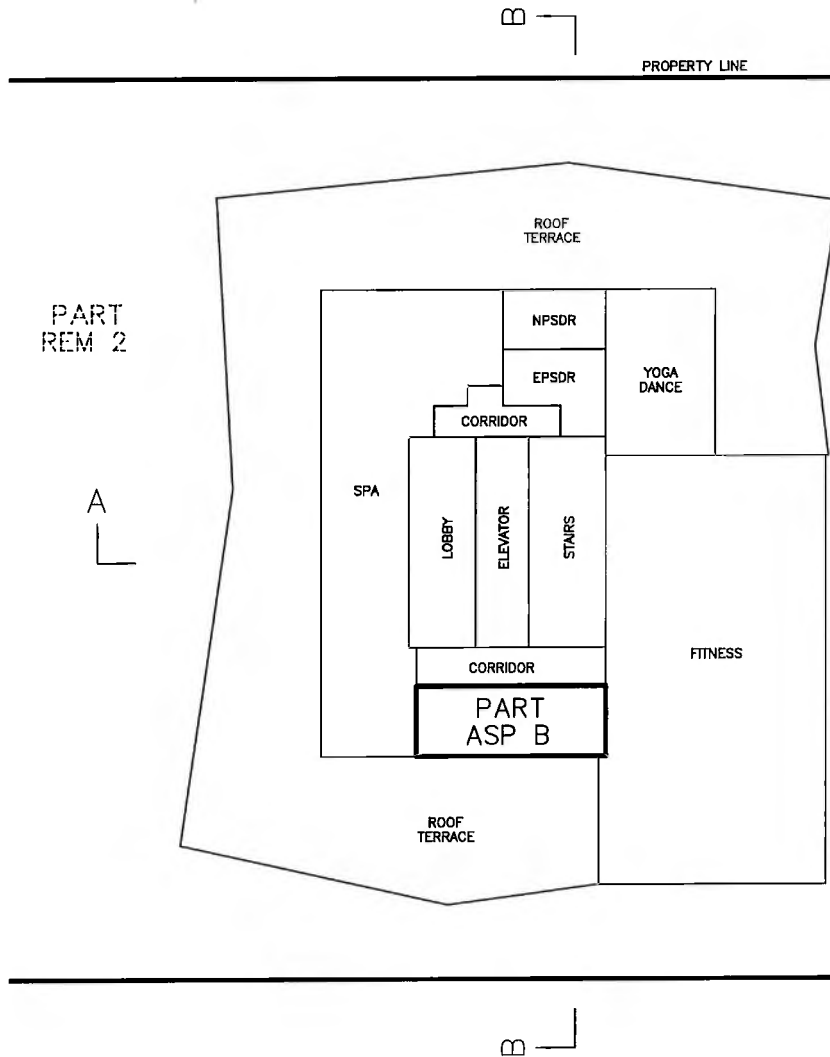 B
PROPERTY LINE
ROOF
TERRACE
PART
REM 2
NPSDR
EPSDR
YOGA
DANCE
CORRIDOR
SPA
A
LOBBY
ELEVATOR
STAIRS
FITNESS
CORRIDOR
PART
ASP B
ROOF
TERRACE
B